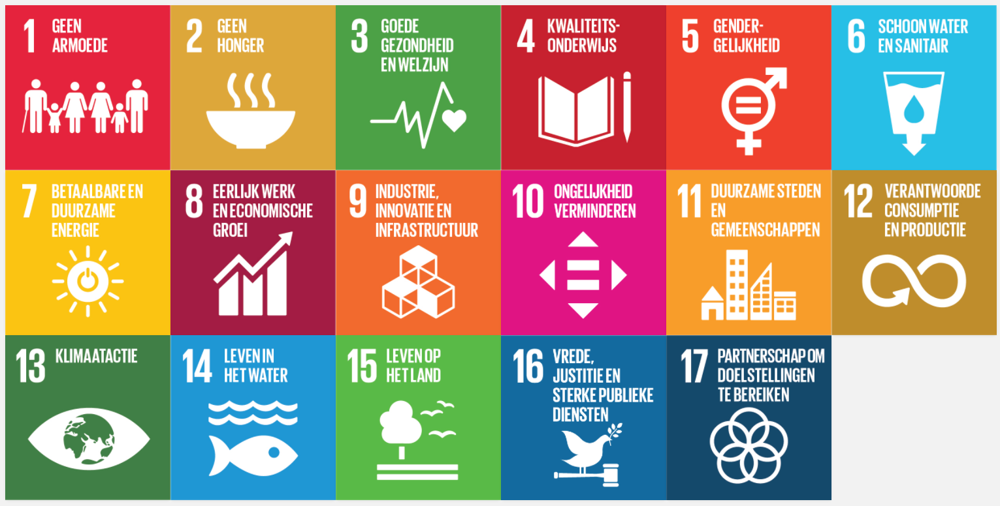 1 GEEN
ARMOEDE
2 GEEN
HONGER
3 GOEDE
GEZONDHEID
EN WELZIJN
4 KWALITEITS-
ONDERWIJS
5 GENDER-
GELIJKHEID
6 SCHOON WATER
EN SANITAIR
7 BETAALBARE EN
DUURZAME
ENERGIE
8 EERLIJK WERK
EN ECONOMISCHE
GROEI
9 INDUSTRIE,
INNOVATIE EN
INFRASTRUCTUUR
10 ONGELIJKHEID
VERMINDEREN
11 DUURZAME STEDEN
EN
GEMEENSCHAPPEN
12 VERANTWOORDE
CONSUMPTIE
EN PRODUCTIE
13 KLIMAATACTIE
14 LEVEN IN
HET WATER
15 LEVEN OP
HET LAND
16 VREDE,
JUSTITIE EN
STERKE PUBLIEKE
DIENSTEN
17 PARTNERSCHAP OM
DOELSTELLINGEN
TE BEREIKEN